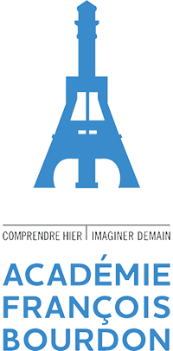 COMPRENDRE HIER | IMAGINER DEMAIN
ACADÉMIE
FRANÇOIS
BOURDON